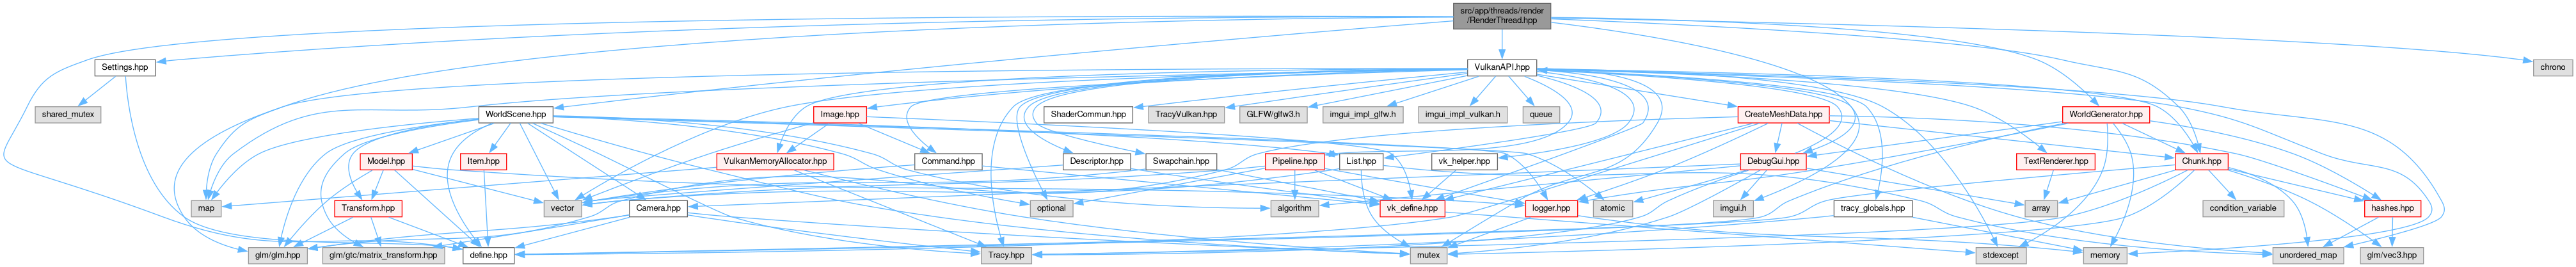 src/app/threads/render
/RenderThread.hpp
Settings.hpp
VulkanAPI.hpp
chrono
shared_mutex
WorldScene.hpp
Image.hpp
ShaderCommun.hpp
TracyVulkan.hpp
GLFW/glfw3.h
imgui_impl_glfw.h
imgui_impl_vulkan.h
queue
CreateMeshData.hpp
WorldGenerator.hpp
Model.hpp
Item.hpp
VulkanMemoryAllocator.hpp
Command.hpp
Descriptor.hpp
Swapchain.hpp
Pipeline.hpp
List.hpp
vk_helper.hpp
DebugGui.hpp
TextRenderer.hpp
Chunk.hpp
map
Transform.hpp
vector
Camera.hpp
optional
algorithm
vk_define.hpp
logger.hpp
atomic
imgui.h
tracy_globals.hpp
array
condition_variable
hashes.hpp
glm/glm.hpp
glm/gtc/matrix_transform.hpp
define.hpp
Tracy.hpp
mutex
stdexcept
memory
unordered_map
glm/vec3.hpp